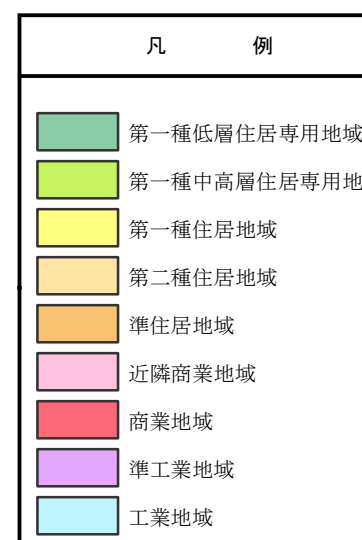 凡 例
第一種低層住居専用地域
第一種中高層住居専用地
第一種住居地域
第二種住居地域
準住居地域
近隣商業地域
商業地域
準工業地域
工業地域